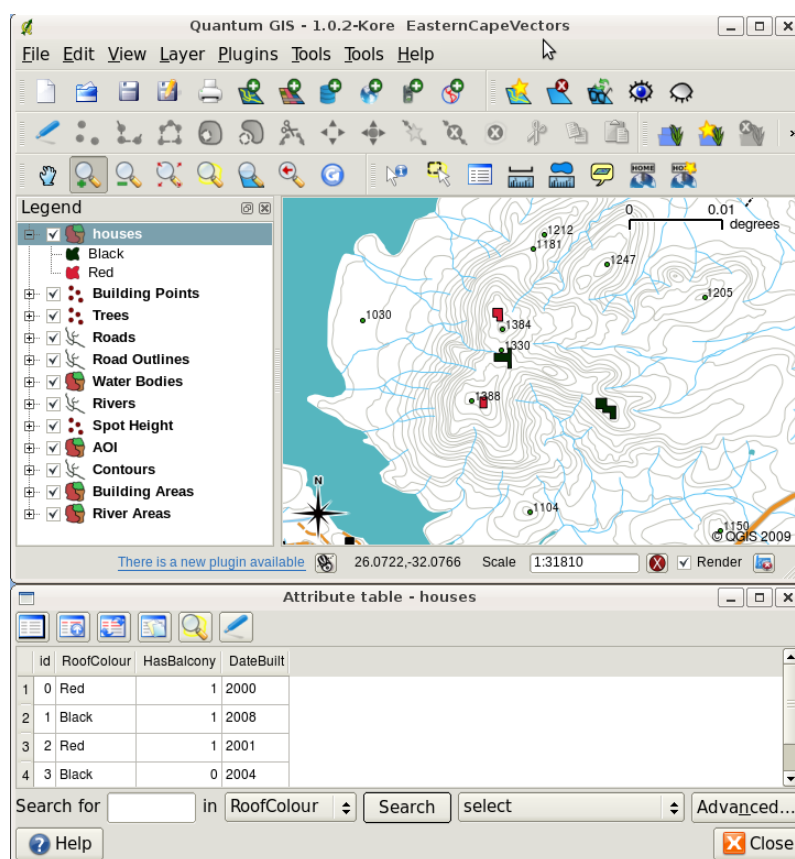 Quantum GIS - 1.0.2-Kore EasternCapeVectors
File Edit View Layer Plugins Tools Tools Help
Legend
houses
Black
Red
Building Points
Trees
Roads
Road Outlines
Water Bodies
Rivers
Spot Height
AOI
Contours
Building Areas
River Areas
0 0.01
degrees
1212
1181
1247
1205
1030
1384
1330
1388
1104
1150
N
© QGIS 2009
There is a new plugin available 26.0722,-32.0766 Scale 1:31810 Render
Attribute table - houses
id RoofColour HasBalcony DateBuilt
1 0 Red 1 2000
2 1 Black 1 2008
3 2 Red 1 2001
4 3 Black 0 2004
Search for in RoofColour Search select Advanced...
Help Close